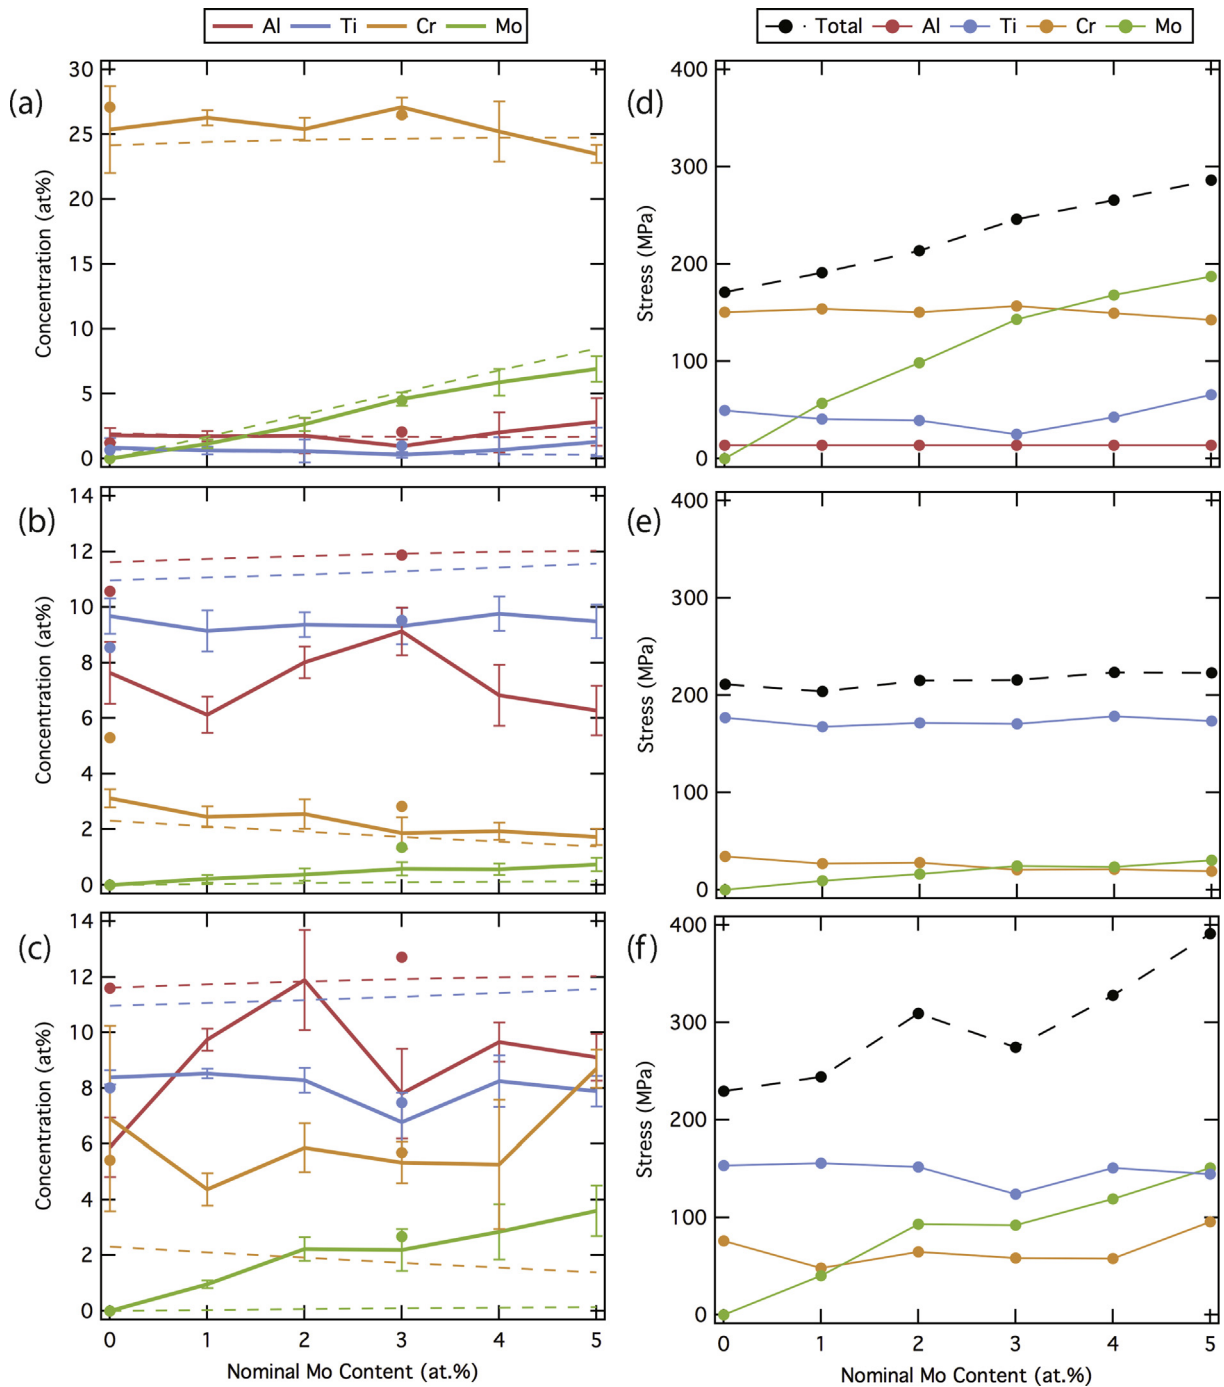 Al Ti Cr Mo
Total Al Ti Cr Mo
(a)
30
25
20
15
10
5
0
Concentration (at%)
(d)
400
300
200
100
0
Stress (MPa)
(b)
14
12
10
8
6
4
2
0
Concentration (at%)
(e)
400
300
200
100
0
Stress (MPa)
(c)
14
12
10
8
6
4
2
0
Concentration (at%)
0 1 2 3 4 5
Nominal Mo Content (at.%)
(f)
400
300
200
100
0
Stress (MPa)
0 1 2 3 4 5
Nominal Mo Content (at.%)